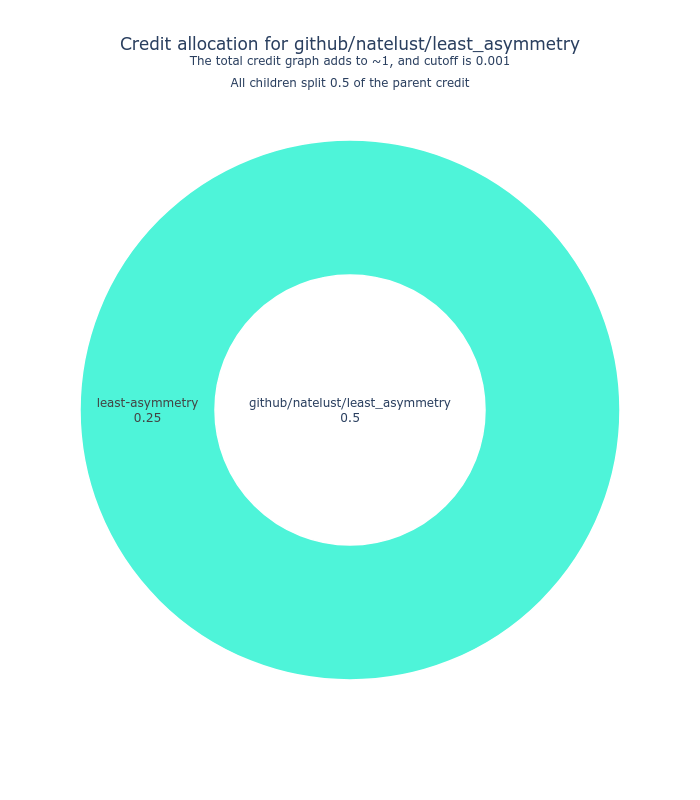 Credit allocation for github/natelust/least_asymmetry
The total credit graph adds to ~1, and cutoff is 0.001
All children split 0.5 of the parent credit
least-asymmetry
0.25
github/natelust/least_asymmetry
0.5